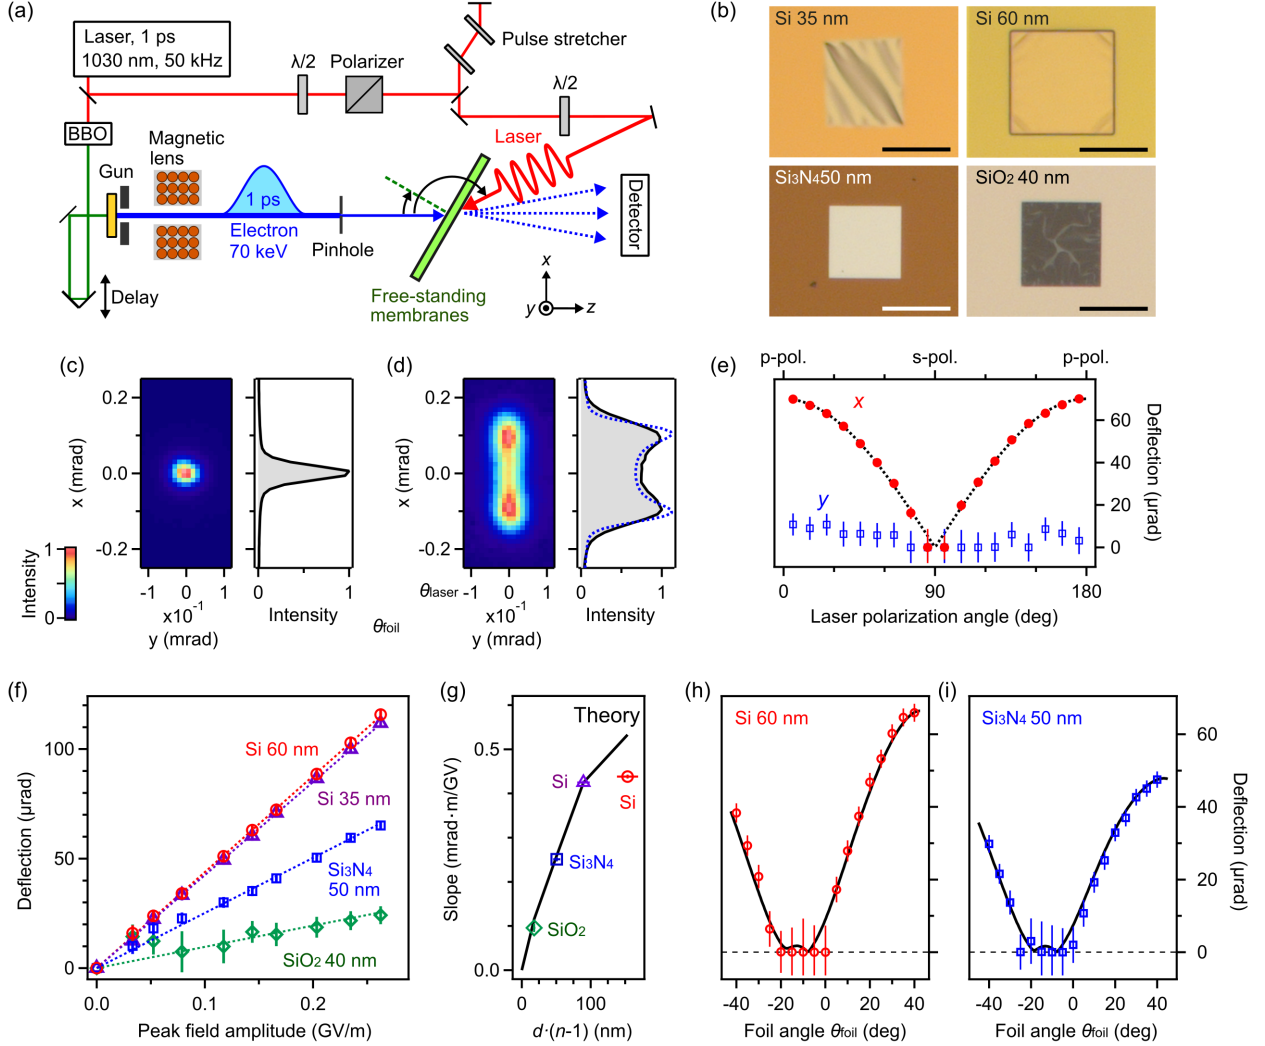 (a)
Laser, 1 ps
1030 nm, 50 kHz
λ/2
Polarizer
Pulse stretcher
λ/2
BBO
Magnetic
lens
Gun
Laser
1 ps
Electron
70 keV
Pinhole
Detector
Delay
Free-standing
membranes
x
y
z
(b)
Si 35 nm
Si 60 nm
Si3N4 50 nm
SiO2 40 nm
(c)
0.2
0.0
-0.2
x (mrad)
1
0
Intensity
-1 0 1
x10-1
y (mrad)
0 1
Intensity
θfoil
(d)
0.2
0.0
-0.2
x (mrad)
θlaser
-1 0 1
x10-1
y (mrad)
0 1
Intensity
(e)
p-pol. s-pol. p-pol.
x
y
60
40
20
0
Deflection (μrad)
0 90 180
Laser polarization angle (deg)
(f)
100
50
0
Deflection (μrad)
Si 60 nm
Si 35 nm
Si3N4
50 nm
SiO2 40 nm
0.0 0.1 0.2
Peak field amplitude (GV/m)
(g)
Theory
0.5
0.0
Slope (mrad·m/GV)
Si
Si
Si3N4
SiO2
0 100
d·(n-1) (nm)
(h)
Si 60 nm
-40 -20 0 20 40
Foil angle θfoil (deg)
(i)
Si3N4 50 nm
60
40
20
0
Deflection (μrad)
-40 0 40
Foil angle θfoil (deg)